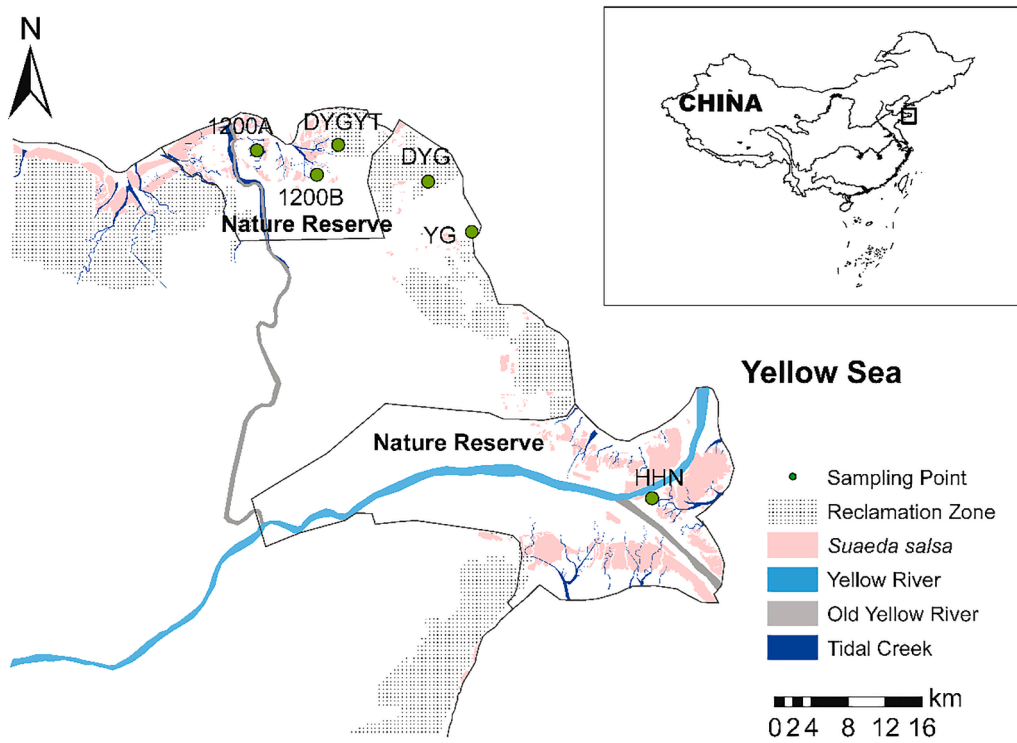 N
CHINA
1200A
DYGYT
DYG
1200B
Nature Reserve
YG
Yellow Sea
Nature Reserve
HHN
Sampling Point
Reclamation Zone
Suaeda salsa
Yellow River
Old Yellow River
Tidal Creek
km
0 2 4 8 12 16